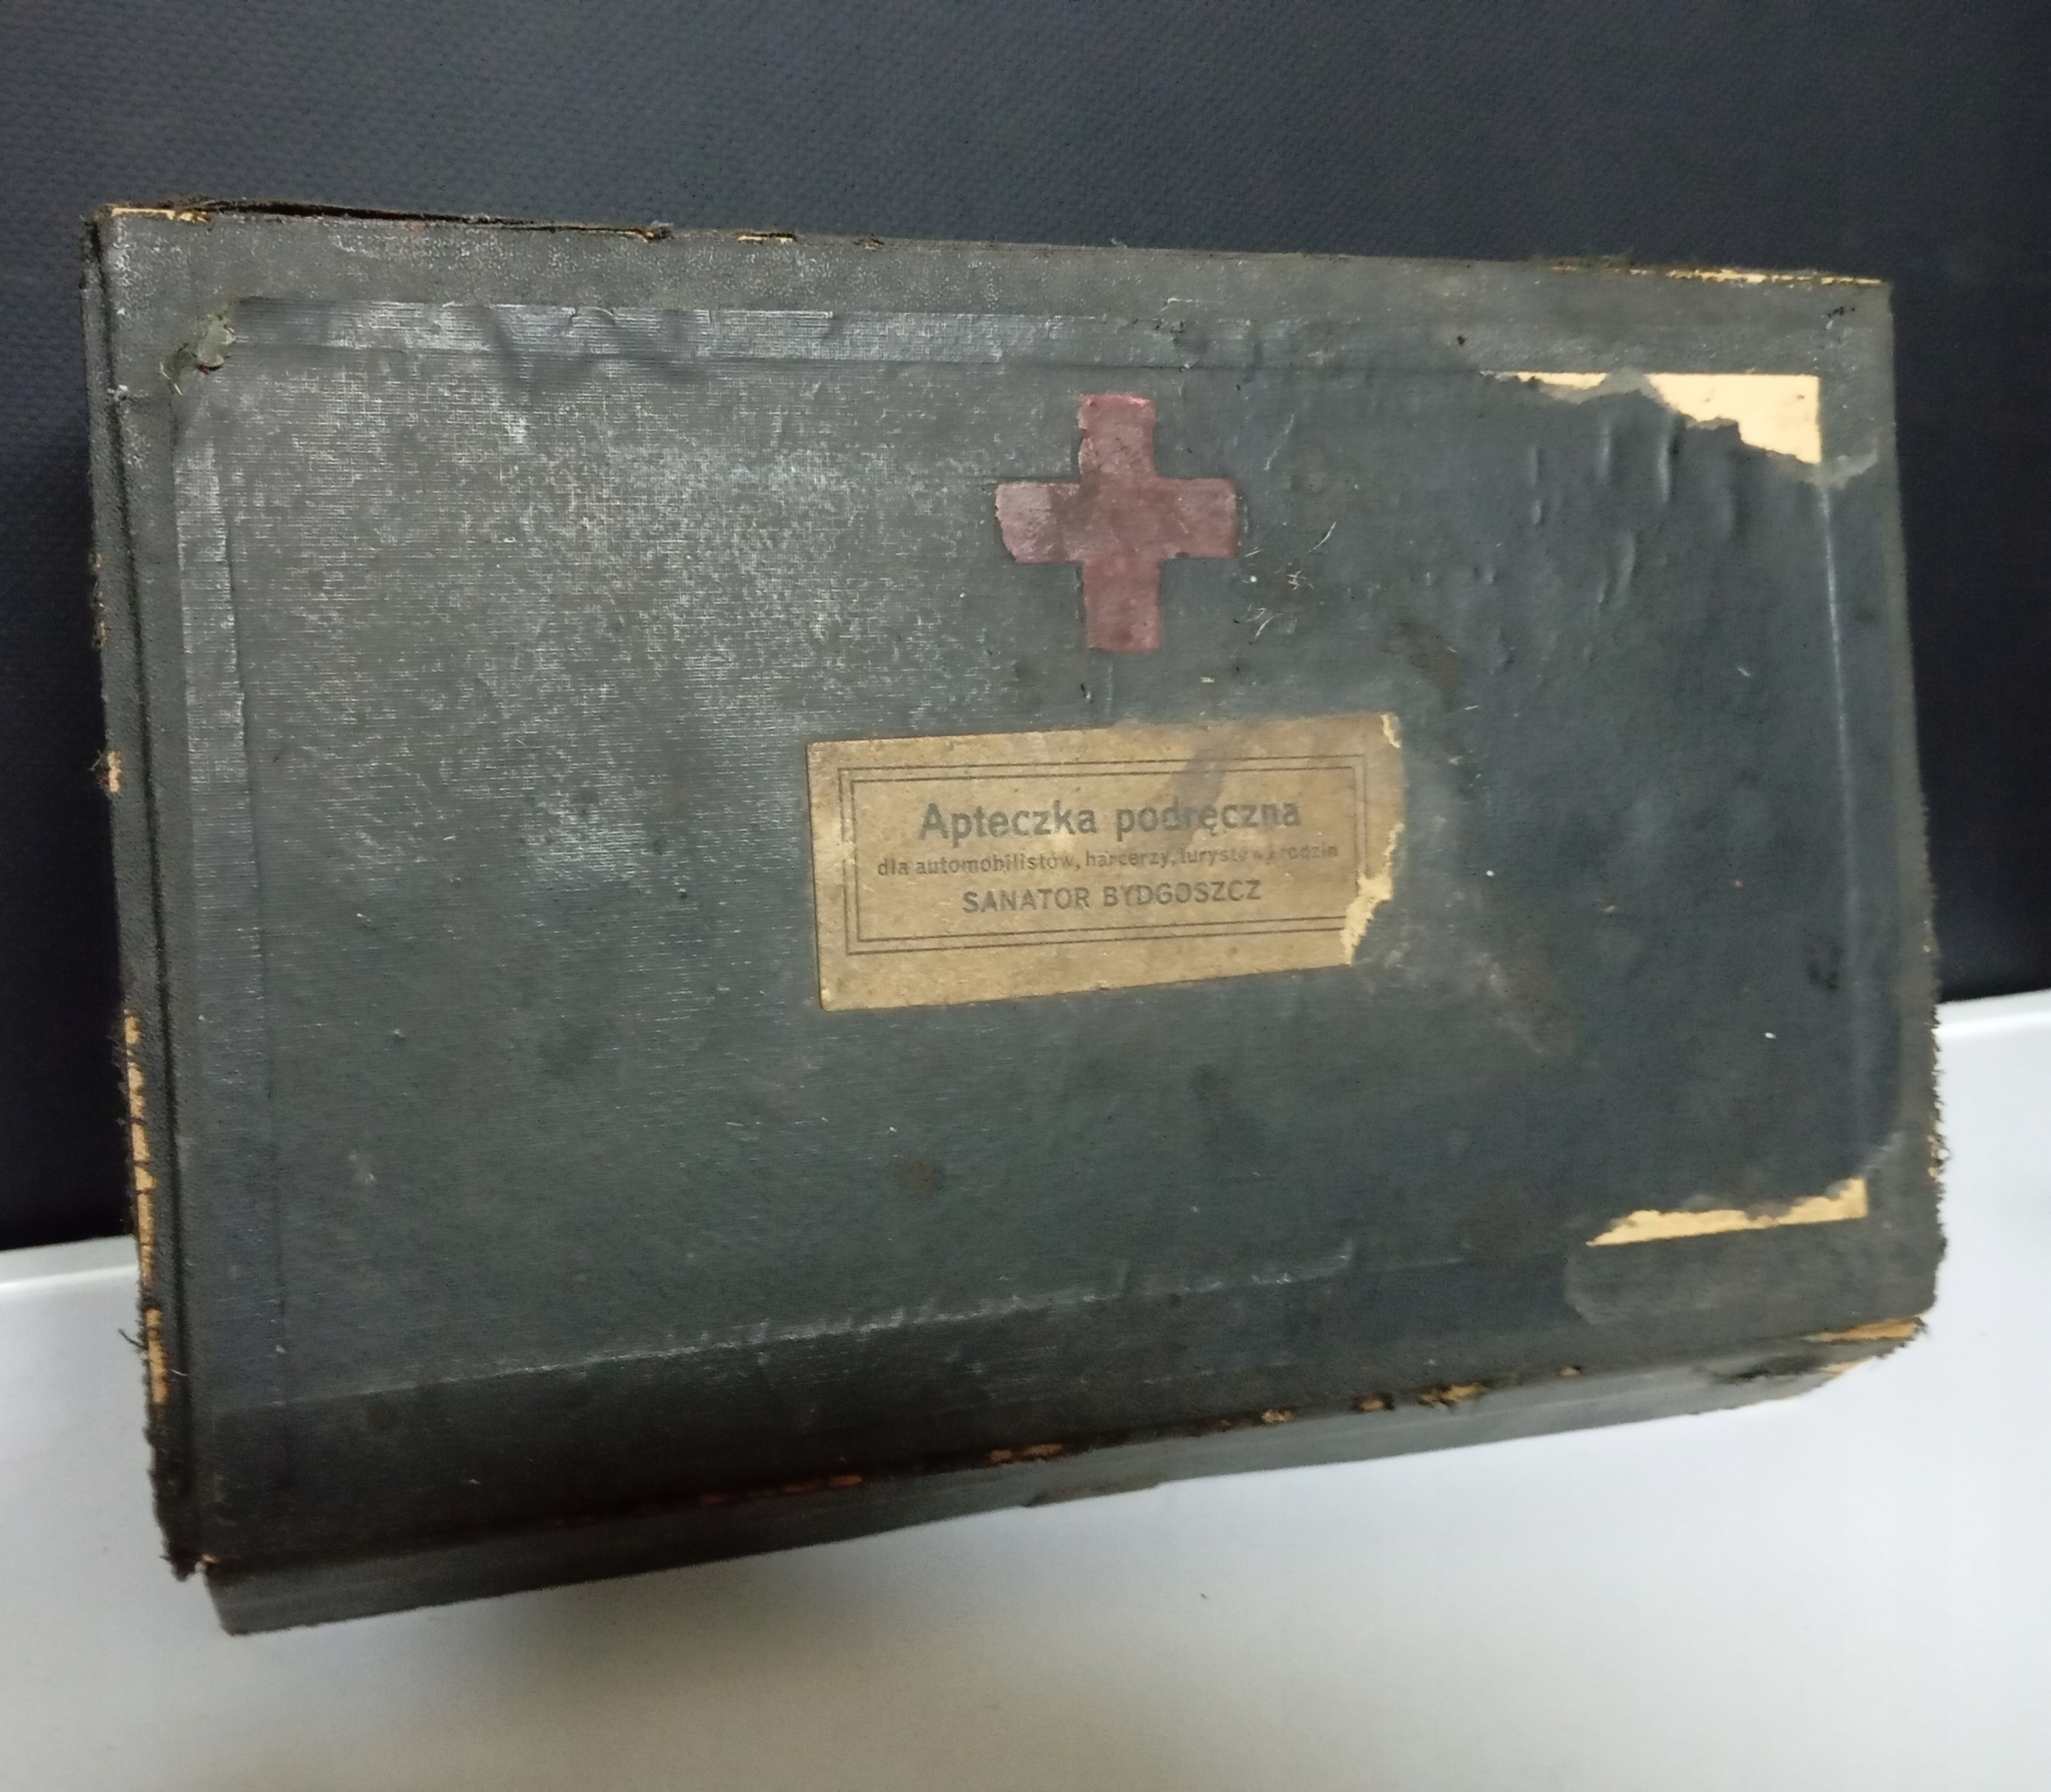 Apteczka podręczna
dla automobilistów, harcerzy, turystów i rodzin
SANATOR BYDGOSZCZ